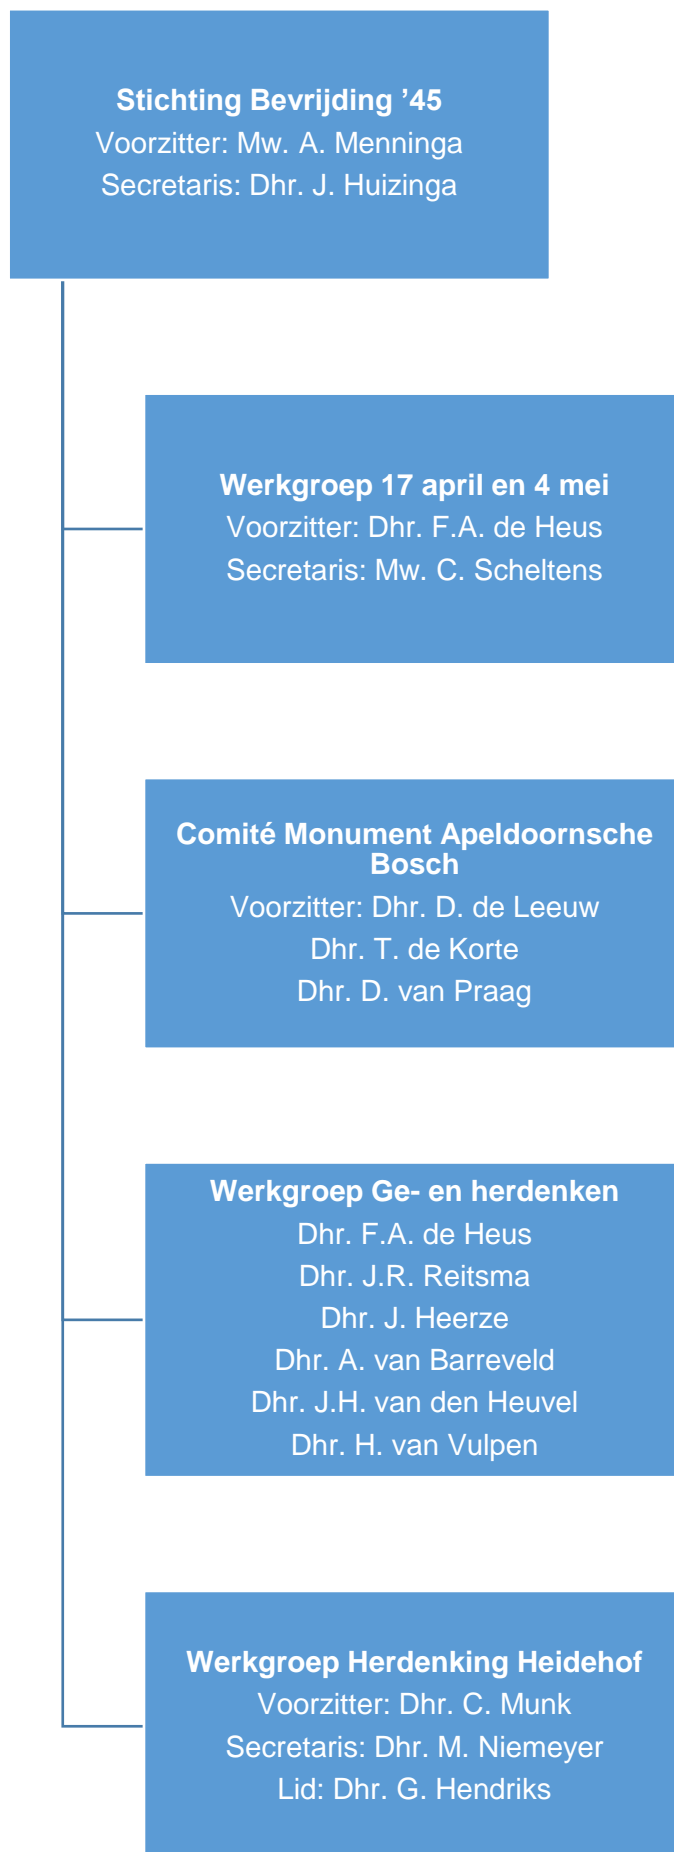 Stichting Bevrijding ’45
Voorzitter: Mw. A. Menninga
Secretaris: Dhr. J. Huizinga
Werkgroep 17 april en 4 mei
Voorzitter: Dhr. F.A. de Heus
Secretaris: Mw. C. Scheltens
Comité Monument Apeldoornsche
Bosch
Voorzitter: Dhr. D. de Leeuw
Dhr. T. de Korte
Dhr. D. van Praag
Werkgroep Ge- en herdenken
Dhr. F.A. de Heus
Dhr. J.R. Reitsma
Dhr. J. Heerze
Dhr. A. van Barreveld
Dhr. J.H. van den Heuvel
Dhr. H. van Vulpen
Werkgroep Herdenking Heidehof
Voorzitter: Dhr. C. Munk
Secretaris: Dhr. M. Niemeyer
Lid: Dhr. G. Hendriks